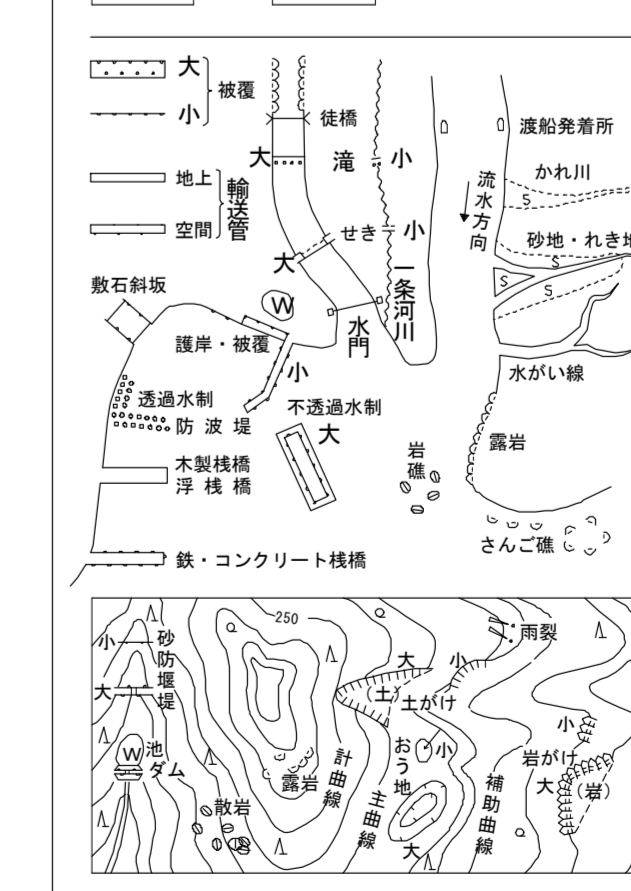 大
小
被覆
徒橋
大
滝
小
渡船発着所
かれ川
S
流水方向
地上
空間
輸送管
せき
小
大
砂地・れき地
S
S
S
敷石斜坂
W
一条河川
水門
護岸・被覆
小
水がい線
透過水制
不透過水制
大
防波堤
岩礁
露岩
木製桟橋
浮桟橋
さんご礁
鉄・コンクリート桟橋
250
小
砂防堰堤
大
雨裂
大
小
(土)
土がけ
小
W
池
ダム
おう地
小
岩がけ
大
(岩)
露岩
計曲線
主曲線
補助曲線
散岩
大